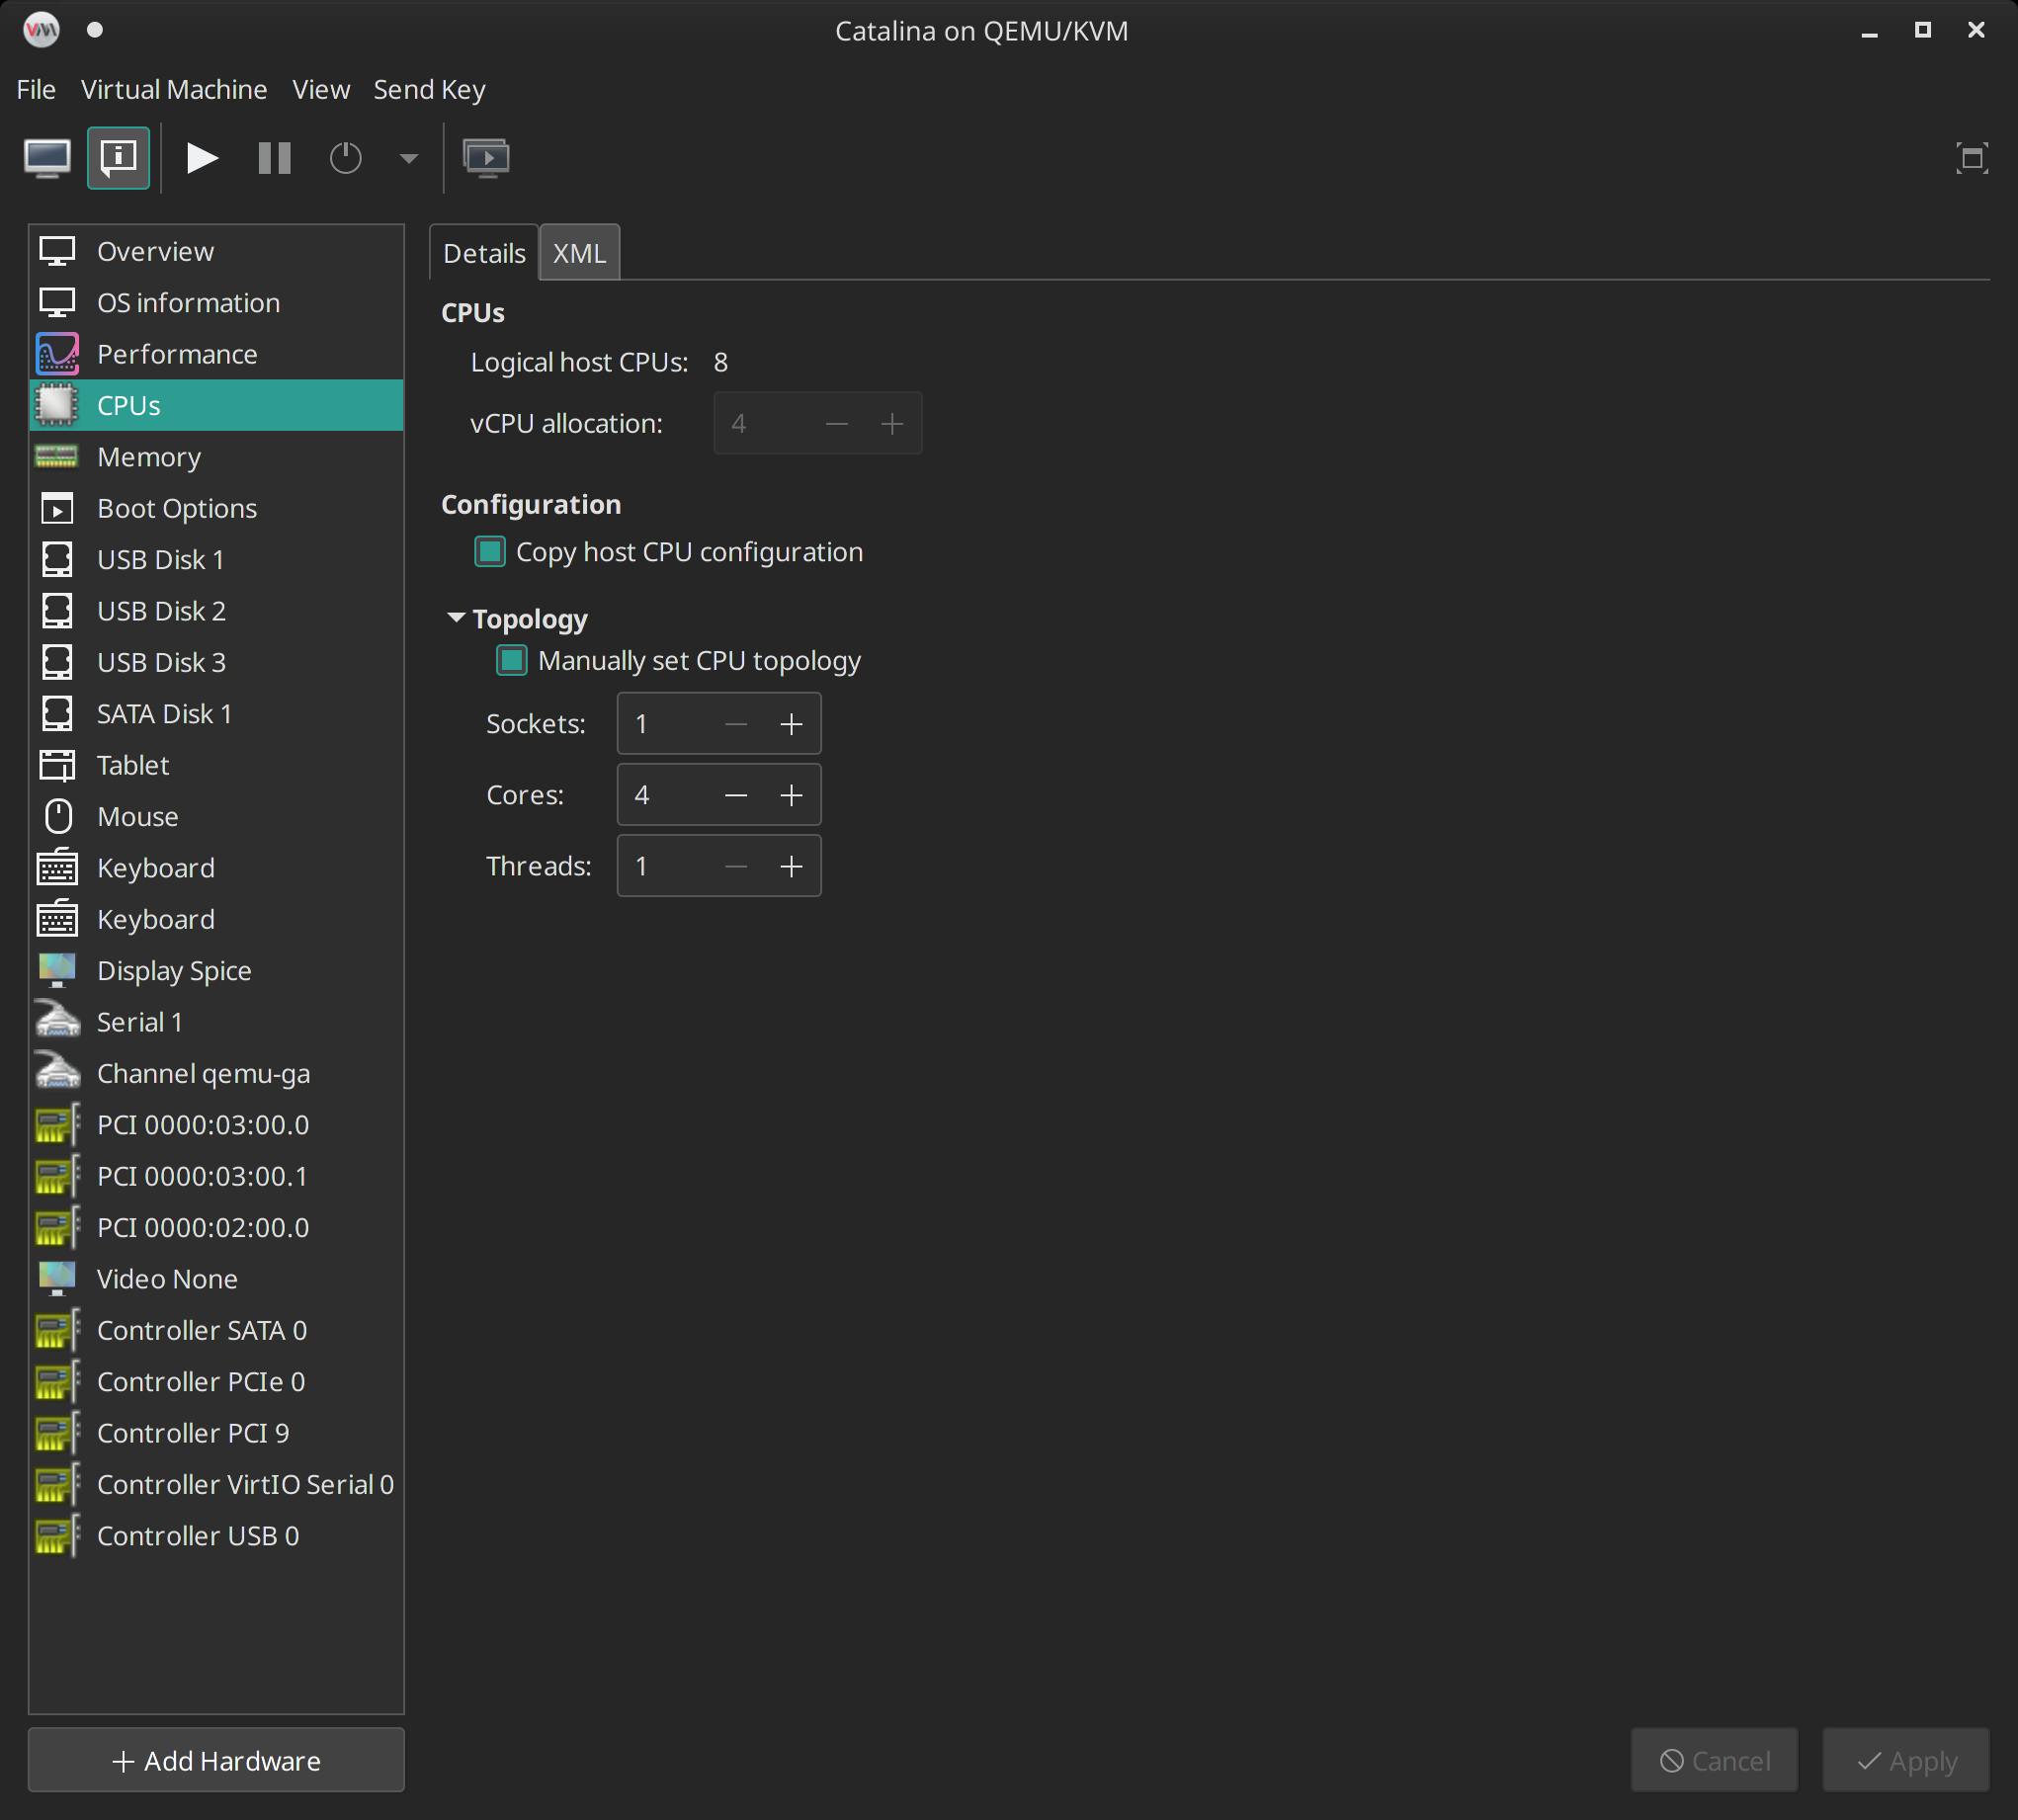 Catalina on QEMU/KVM
File Virtual Machine View Send Key
Overview
OS information
Performance
CPUs
Memory
Boot Options
USB Disk 1
USB Disk 2
USB Disk 3
SATA Disk 1
Tablet
Mouse
Keyboard
Keyboard
Display Spice
Serial 1
Channel qemu-ga
PCI 0000:03:00.0
PCI 0000:03:00.1
PCI 0000:02:00.0
Video None
Controller SATA 0
Controller PCIe 0
Controller PCI 9
Controller VirtIO Serial 0
Controller USB 0
Add Hardware
Details XML
CPUs
Logical host CPUs: 8
vCPU allocation: 4
Configuration
Copy host CPU configuration
Topology
Manually set CPU topology
Sockets: 1
Cores: 4
Threads: 1
Cancel Apply